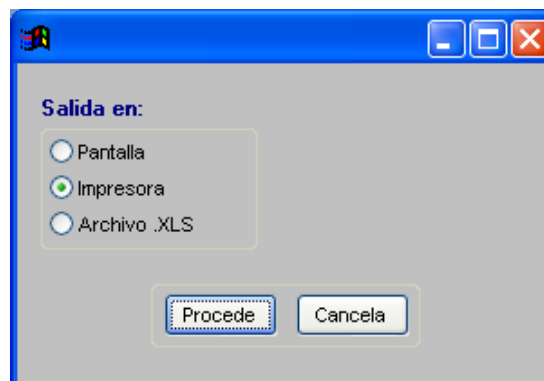 Salida en:
Pantalla
Impresora
Archivo .XLS
Procede Cancela